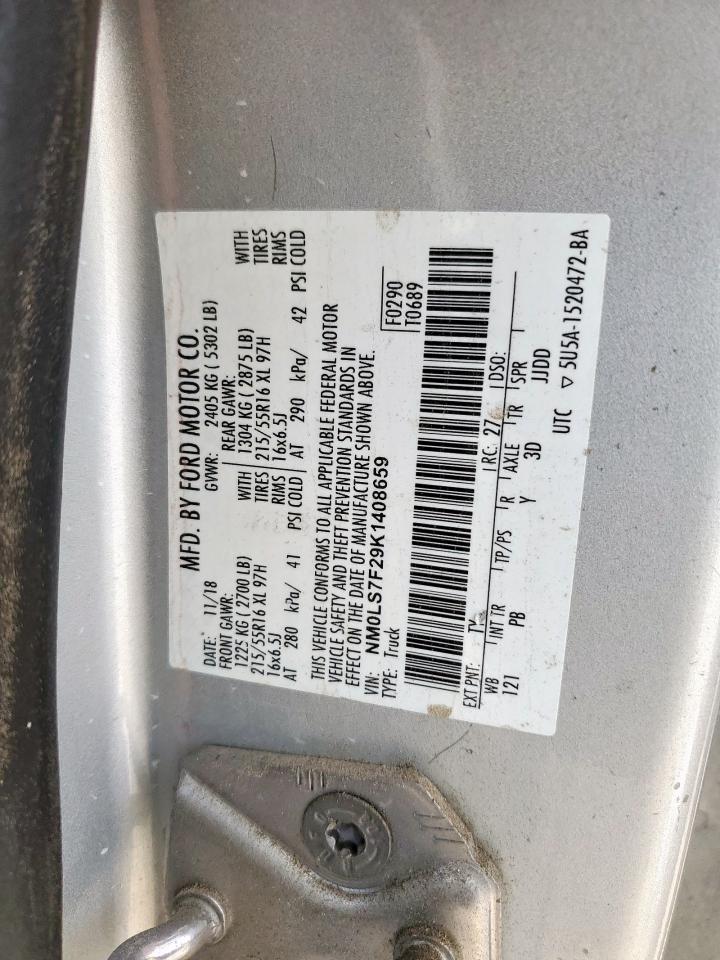 MFD. BY FORD MOTOR CO.
DATE: 11/18 GVWR: 2405 KG ( 5302 LB)
FRONT GAWR: REAR GAWR:
1225 KG ( 2700 LB) WITH 1304 KG ( 2875 LB) WITH
215/55R16 XL 97H TIRES 215/55R16 XL 97H TIRES
16x6.5J RIMS 16x6.5J RIMS
AT 280 kPa/ 41 PSI COLD AT 290 kPa/ 42 PSI COLD
THIS VEHICLE CONFORMS TO ALL APPLICABLE FEDERAL MOTOR
VEHICLE SAFETY AND THEFT PREVENTION STANDARDS IN
EFFECT ON THE DATE OF MANUFACTURE SHOWN ABOVE.
VIN: NM0LS7F29K1408659 F0290
TYPE: Truck T0689
EXT PNT: TY RC: 27 DSO:
WB INT TR TP/PS R AXLE TR SPR
121 PB Y 3D JJDD
UTC ▽ 5U5A-1520472-BA